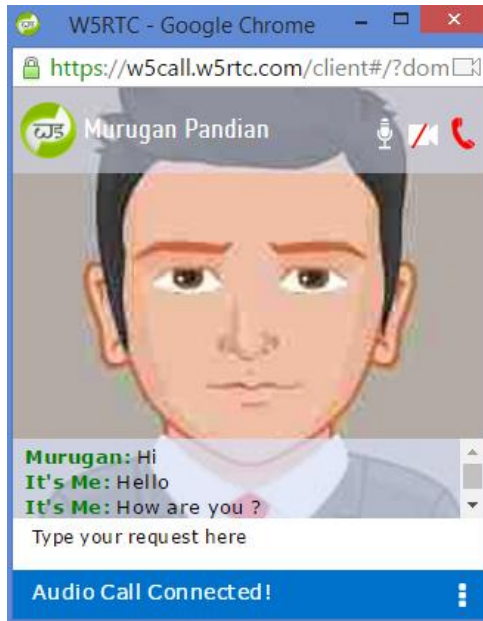 W5RTC - Google Chrome
https://w5call.w5rtc.com/client#/?dom
Murugan Pandian
Murugan: Hi
It's Me: Hello
It's Me: How are you ?
Type your request here
Audio Call Connected!